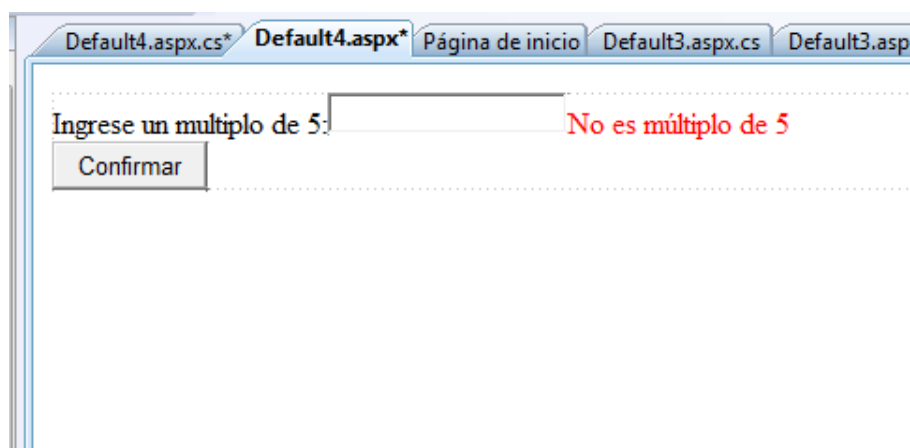 Default4.aspx.cs* Default4.aspx* Página de inicio Default3.aspx.cs Default3.asp
Ingrese un multiplo de 5: No es múltiplo de 5
Confirmar